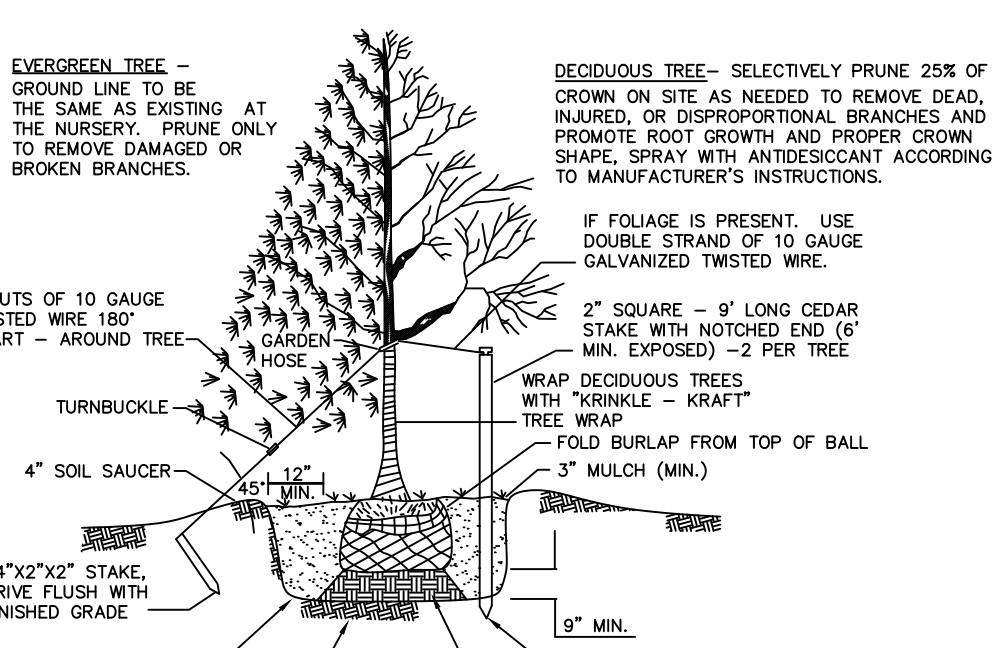 EVERGREEN TREE –
GROUND LINE TO BE
THE SAME AS EXISTING AT
THE NURSERY. PRUNE ONLY
TO REMOVE DAMAGED OR
BROKEN BRANCHES.
DECIDUOUS TREE– SELECTIVELY PRUNE 25% OF
CROWN ON SITE AS NEEDED TO REMOVE DEAD,
INJURED, OR DISPROPORTIONAL BRANCHES AND
PROMOTE ROOT GROWTH AND PROPER CROWN
SHAPE, SPRAY WITH ANTIDESICCANT ACCORDING
TO MANUFACTURER'S INSTRUCTIONS.
IF FOLIAGE IS PRESENT. USE
DOUBLE STRAND OF 10 GAUGE
GALVANIZED TWISTED WIRE.
UTS OF 10 GAUGE
STED WIRE 180°
ART – AROUND TREE
GARDEN
HOSE
2" SQUARE – 9' LONG CEDAR
STAKE WITH NOTCHED END (6'
MIN. EXPOSED) –2 PER TREE
WRAP DECIDUOUS TREES
WITH "KRINKLE – KRAFT"
TREE WRAP
TURNBUCKLE
FOLD BURLAP FROM TOP OF BALL
4" SOIL SAUCER
3" MULCH (MIN.)
45°
12"
MIN.
4"X2"X2" STAKE,
RIVE FLUSH WITH
NISHED GRADE
9" MIN.